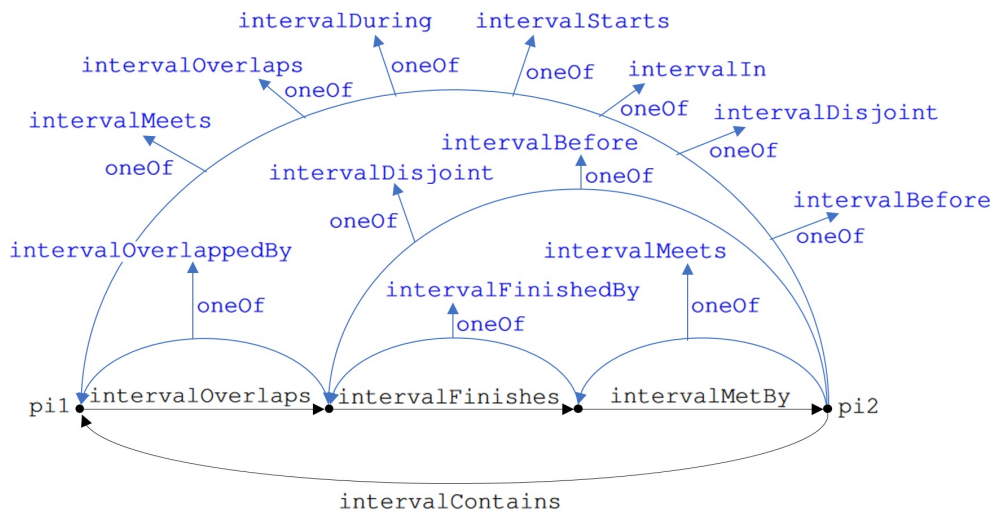 intervalDuring
intervalStarts
intervalOverlaps
oneOf
oneOf
intervalIn
oneOf
oneOf
intervalMeets
intervalDisjoint
oneOf
intervalBefore
oneOf
intervalDisjoint
oneOf
intervalBefore
oneOf
oneOf
intervalOverlappedBy
intervalMeets
intervalFinishedBy
oneOf
oneOf
oneOf
pi1
intervalOverlaps
intervalFinishes
intervalMetBy
pi2
intervalContains